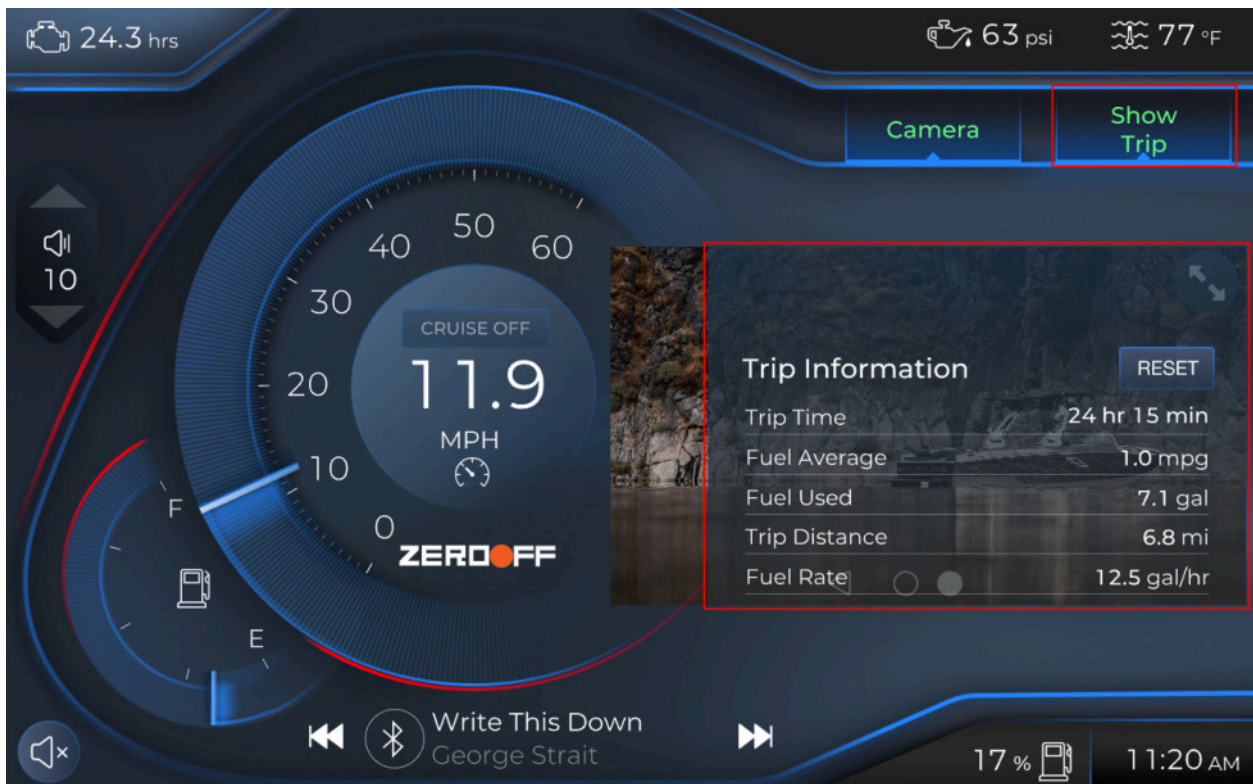 24.3 hrs
63 psi
77 °F
Camera
Show
Trip
10
50
40
60
30
20
10
0
CRUISE OFF
11.9
MPH
F
E
ZEROOFF
Trip Information
RESET
Trip Time 24 hr 15 min
Fuel Average 1.0 mpg
Fuel Used 7.1 gal
Trip Distance 6.8 mi
Fuel Rate 12.5 gal/hr
Write This Down
George Strait
17 %
11:20 AM